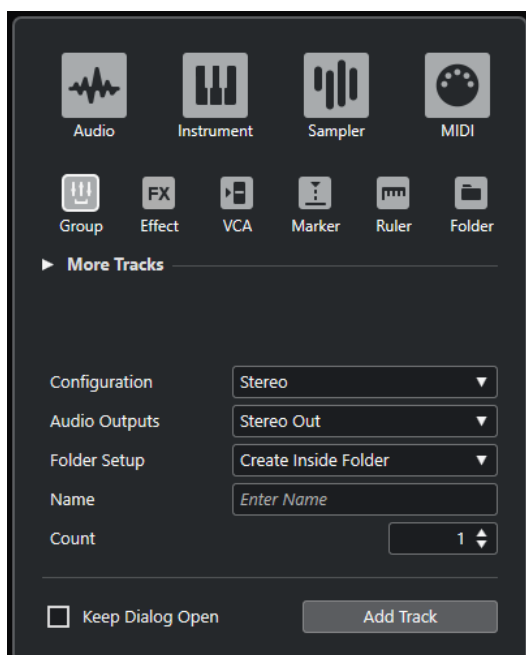 Audio Instrument Sampler MIDI
FX
Group Effect VCA Marker Ruler Folder
More Tracks
Configuration Stereo
Audio Outputs Stereo Out
Folder Setup Create Inside Folder
Name Enter Name
Count 1
Keep Dialog Open Add Track